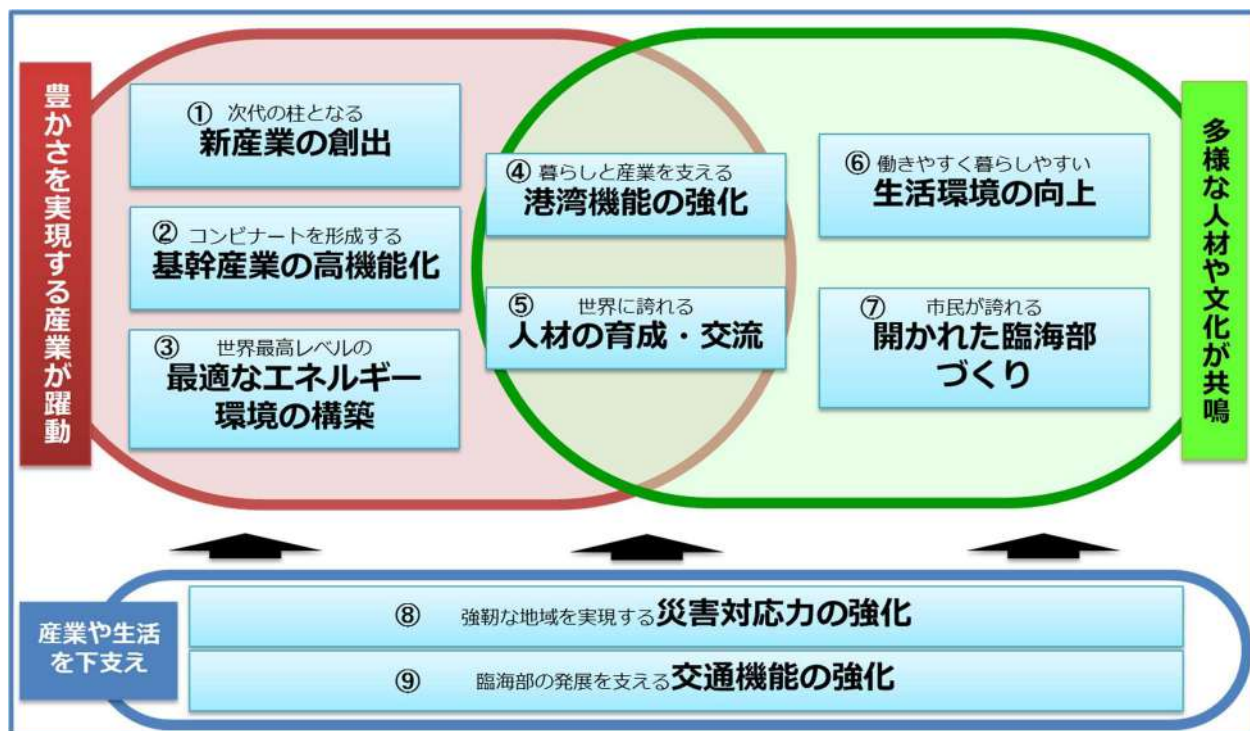 豊かさを実現する産業が躍動
① 次代の柱となる
新産業の創出
② コンビナートを形成する
基幹産業の高機能化
③ 世界最高レベルの
最適なエネルギー
環境の構築
④ 暮らしと産業を支える
港湾機能の強化
⑤ 世界に誇れる
人材の育成・交流
⑥ 働きやすく暮らしやすい
生活環境の向上
⑦ 市民が誇れる
開かれた臨海部
づくり
多様な人材や文化が共鳴
産業や生活
を下支え
⑧ 強靭な地域を実現する災害対応力の強化
⑨ 臨海部の発展を支える交通機能の強化